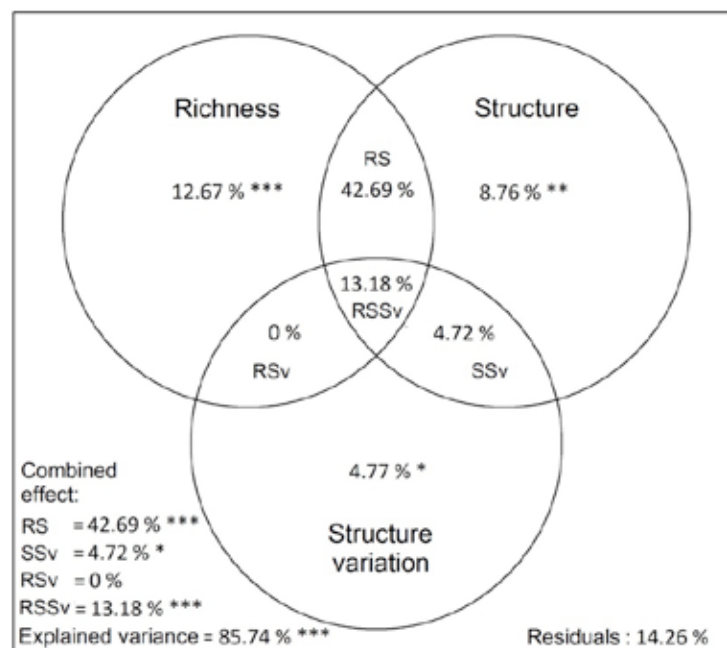 Richness
Structure
12.67 % ***
RS
42.69 %
8.76 % **
13.18 %
RSSv
0 %
RSv
4.72 %
SSv
4.77 % *
Structure
variation
Combined
effect:
RS = 42.69 % ***
SSv = 4.72 % *
RSv = 0 %
RSSv = 13.18 % ***
Explained variance = 85.74 % ***
Residuals : 14.26 %